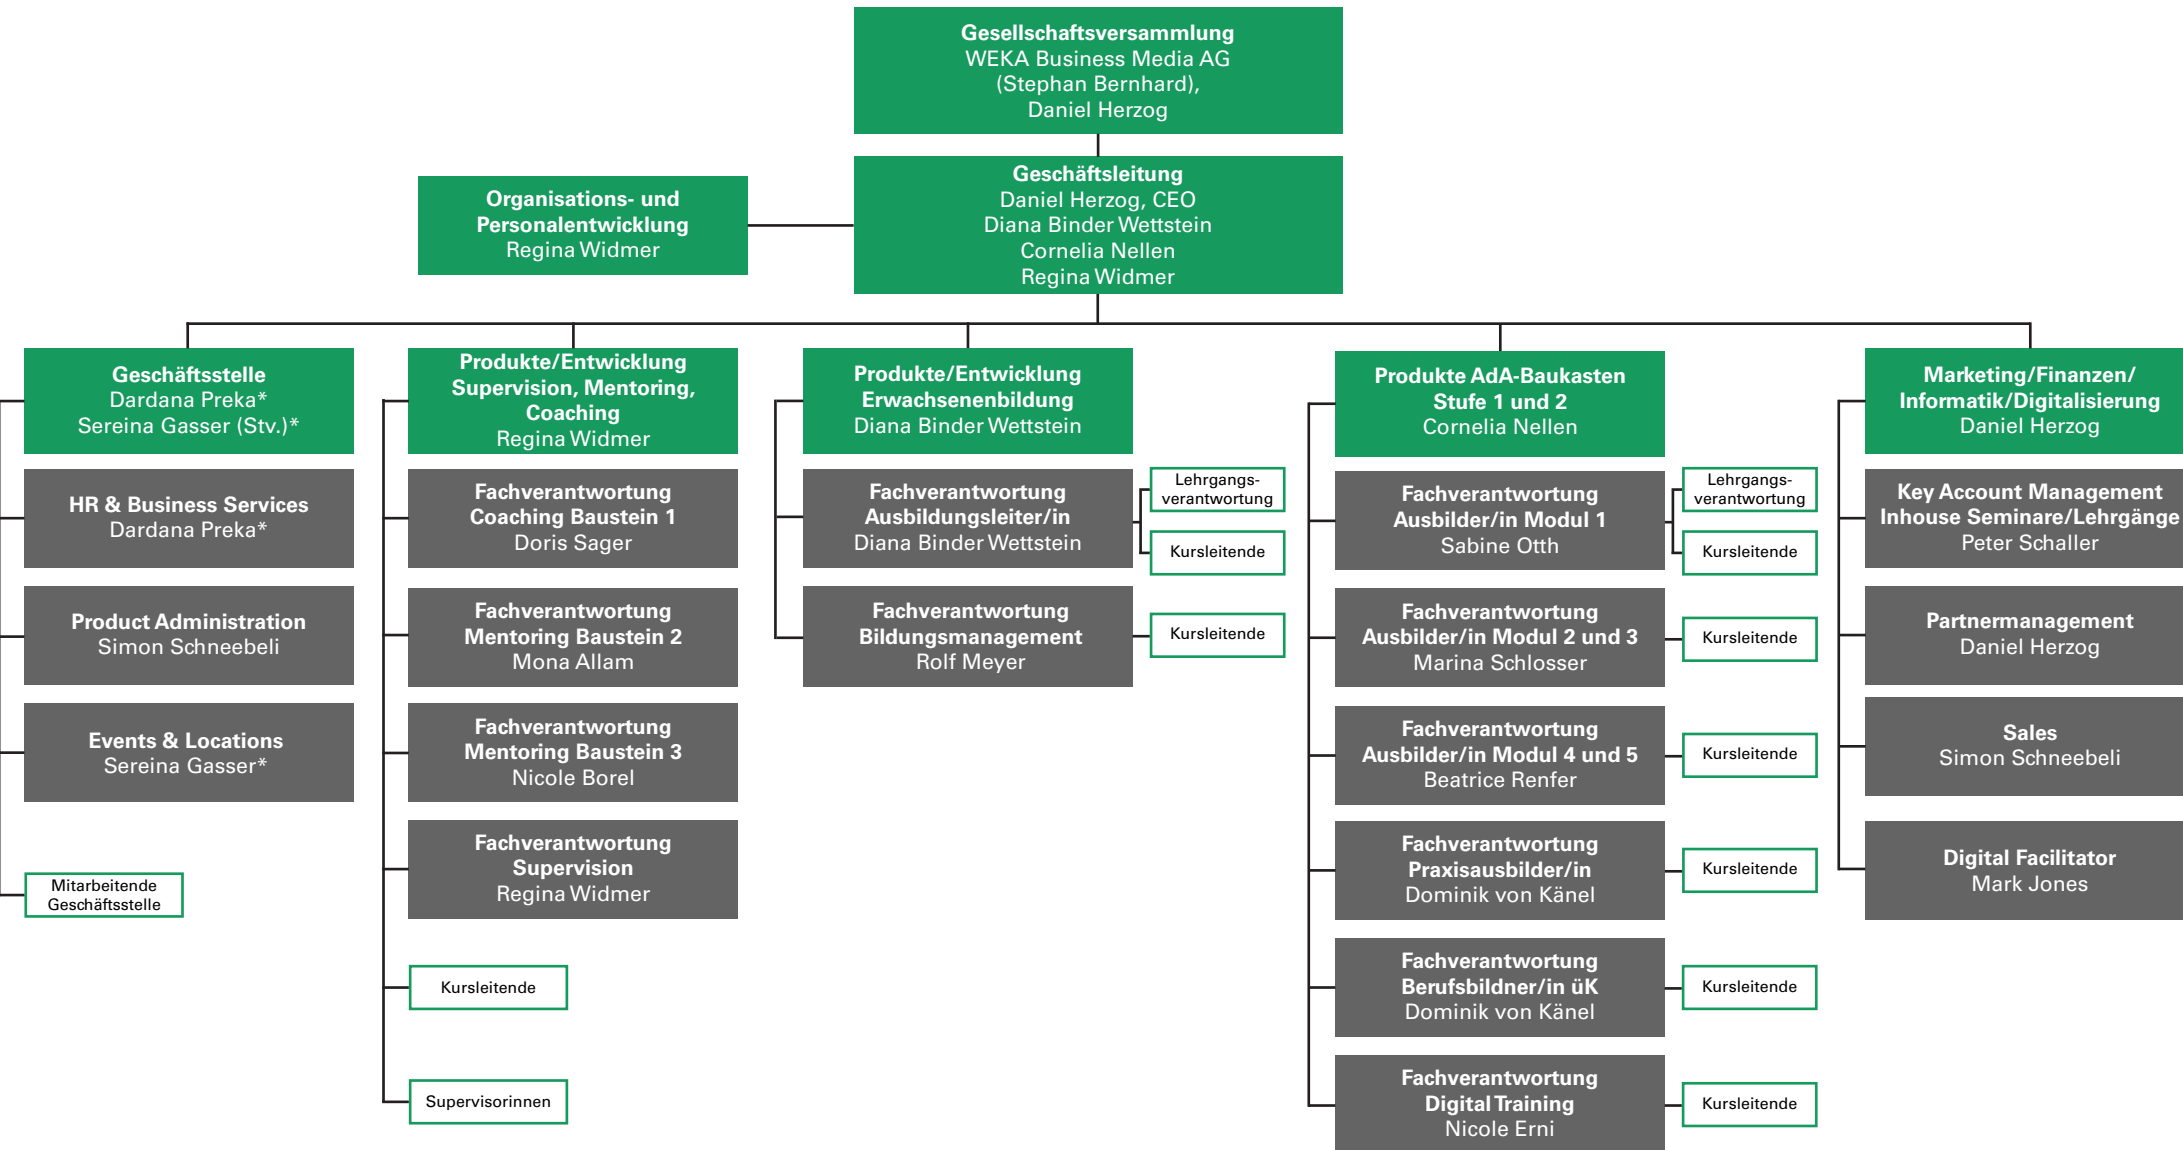 Gesellschaftsversammlung
WEKA Business Media AG
(Stephan Bernhard),
Daniel Herzog
Geschäftsleitung
Daniel Herzog, CEO
Diana Binder Wettstein
Cornelia Nellen
Regina Widmer
Organisations- und
Personalentwicklung
Regina Widmer
Geschäftsstelle
Dardana Preka*
Sereina Gasser (Stv.)*
HR & Business Services
Dardana Preka*
Product Administration
Simon Schneebeli
Events & Locations
Sereina Gasser*
Mitarbeitende
Geschäftsstelle
Produkte/Entwicklung
Supervision, Mentoring,
Coaching
Regina Widmer
Fachverantwortung
Coaching Baustein 1
Doris Sager
Fachverantwortung
Mentoring Baustein 2
Mona Allam
Fachverantwortung
Mentoring Baustein 3
Nicole Borel
Fachverantwortung
Supervision
Regina Widmer
Kursleitende
Supervisorinnen
Produkte/Entwicklung
Erwachsenenbildung
Diana Binder Wettstein
Fachverantwortung
Ausbildungsleiter/in
Diana Binder Wettstein
Lehrgangs-
verantwortung
Kursleitende
Fachverantwortung
Bildungsmanagement
Rolf Meyer
Kursleitende
Produkte AdA-Baukasten
Stufe 1 und 2
Cornelia Nellen
Fachverantwortung
Ausbilder/in Modul 1
Sabine Otth
Lehrgangs-
verantwortung
Kursleitende
Fachverantwortung
Ausbilder/in Modul 2 und 3
Marina Schlosser
Kursleitende
Fachverantwortung
Ausbilder/in Modul 4 und 5
Beatrice Renfer
Kursleitende
Fachverantwortung
Praxisausbilder/in
Dominik von Känel
Kursleitende
Fachverantwortung
Berufsbildner/in üK
Dominik von Känel
Kursleitende
Fachverantwortung
Digital Training
Nicole Erni
Kursleitende
Marketing/Finanzen/
Informatik/Digitalisierung
Daniel Herzog
Key Account Management
Inhouse Seminare/Lehrgänge
Peter Schaller
Partnermanagement
Daniel Herzog
Sales
Simon Schneebeli
Digital Facilitator
Mark Jones